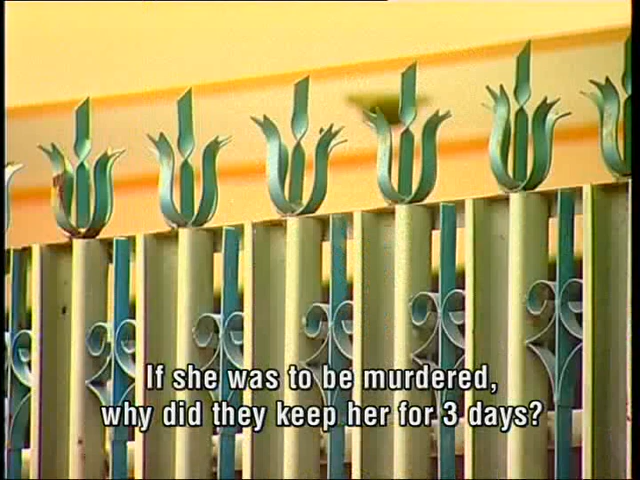 If she was to be murdered,
why did they keep her for 3 days?